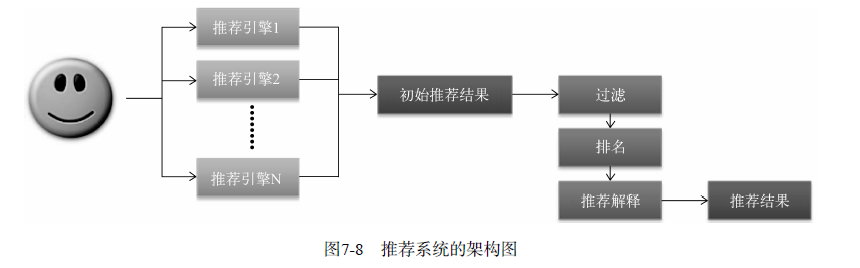 推荐引擎1
推荐引擎2
推荐引擎N
初始推荐结果
过滤
排名
推荐解释
推荐结果
图7-8 推荐系统的架构图